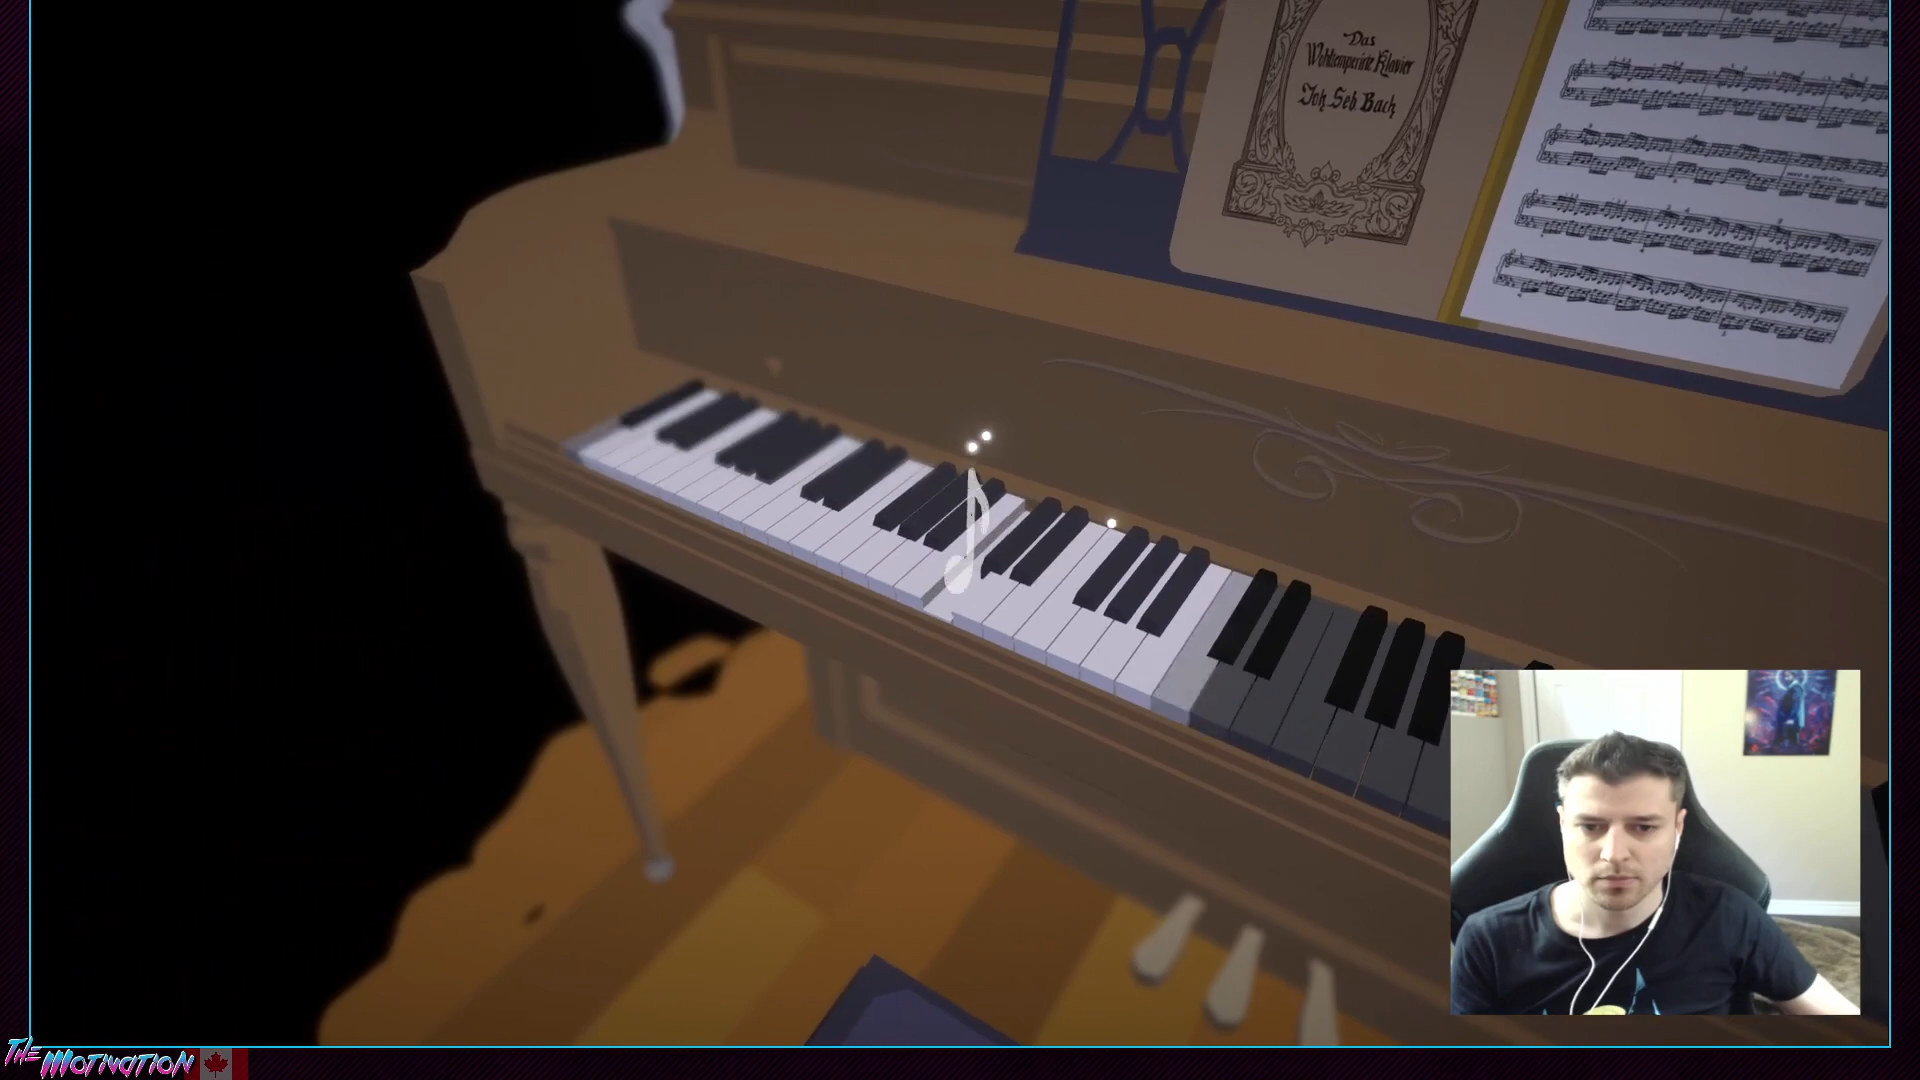 Das
Wohltemperirte Klavier
Joh. Seb. Bach
THE MOTIVATION